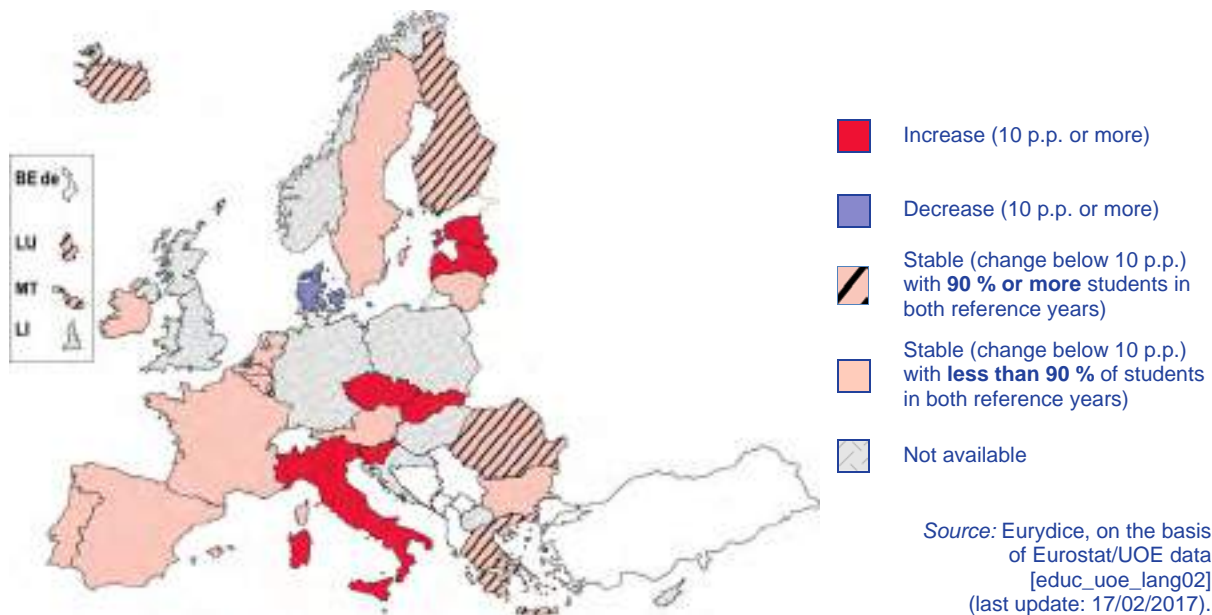 BE de
LU
MT
LI
Increase (10 p.p. or more)
Decrease (10 p.p. or more)
Stable (change below 10 p.p.)
with 90 % or more students in
both reference years)
Stable (change below 10 p.p.)
with less than 90 % of students
in both reference years)
Not available
Source: Eurydice, on the basis
of Eurostat/UOE data
[educ_uoe_lang02]
(last update: 17/02/2017).